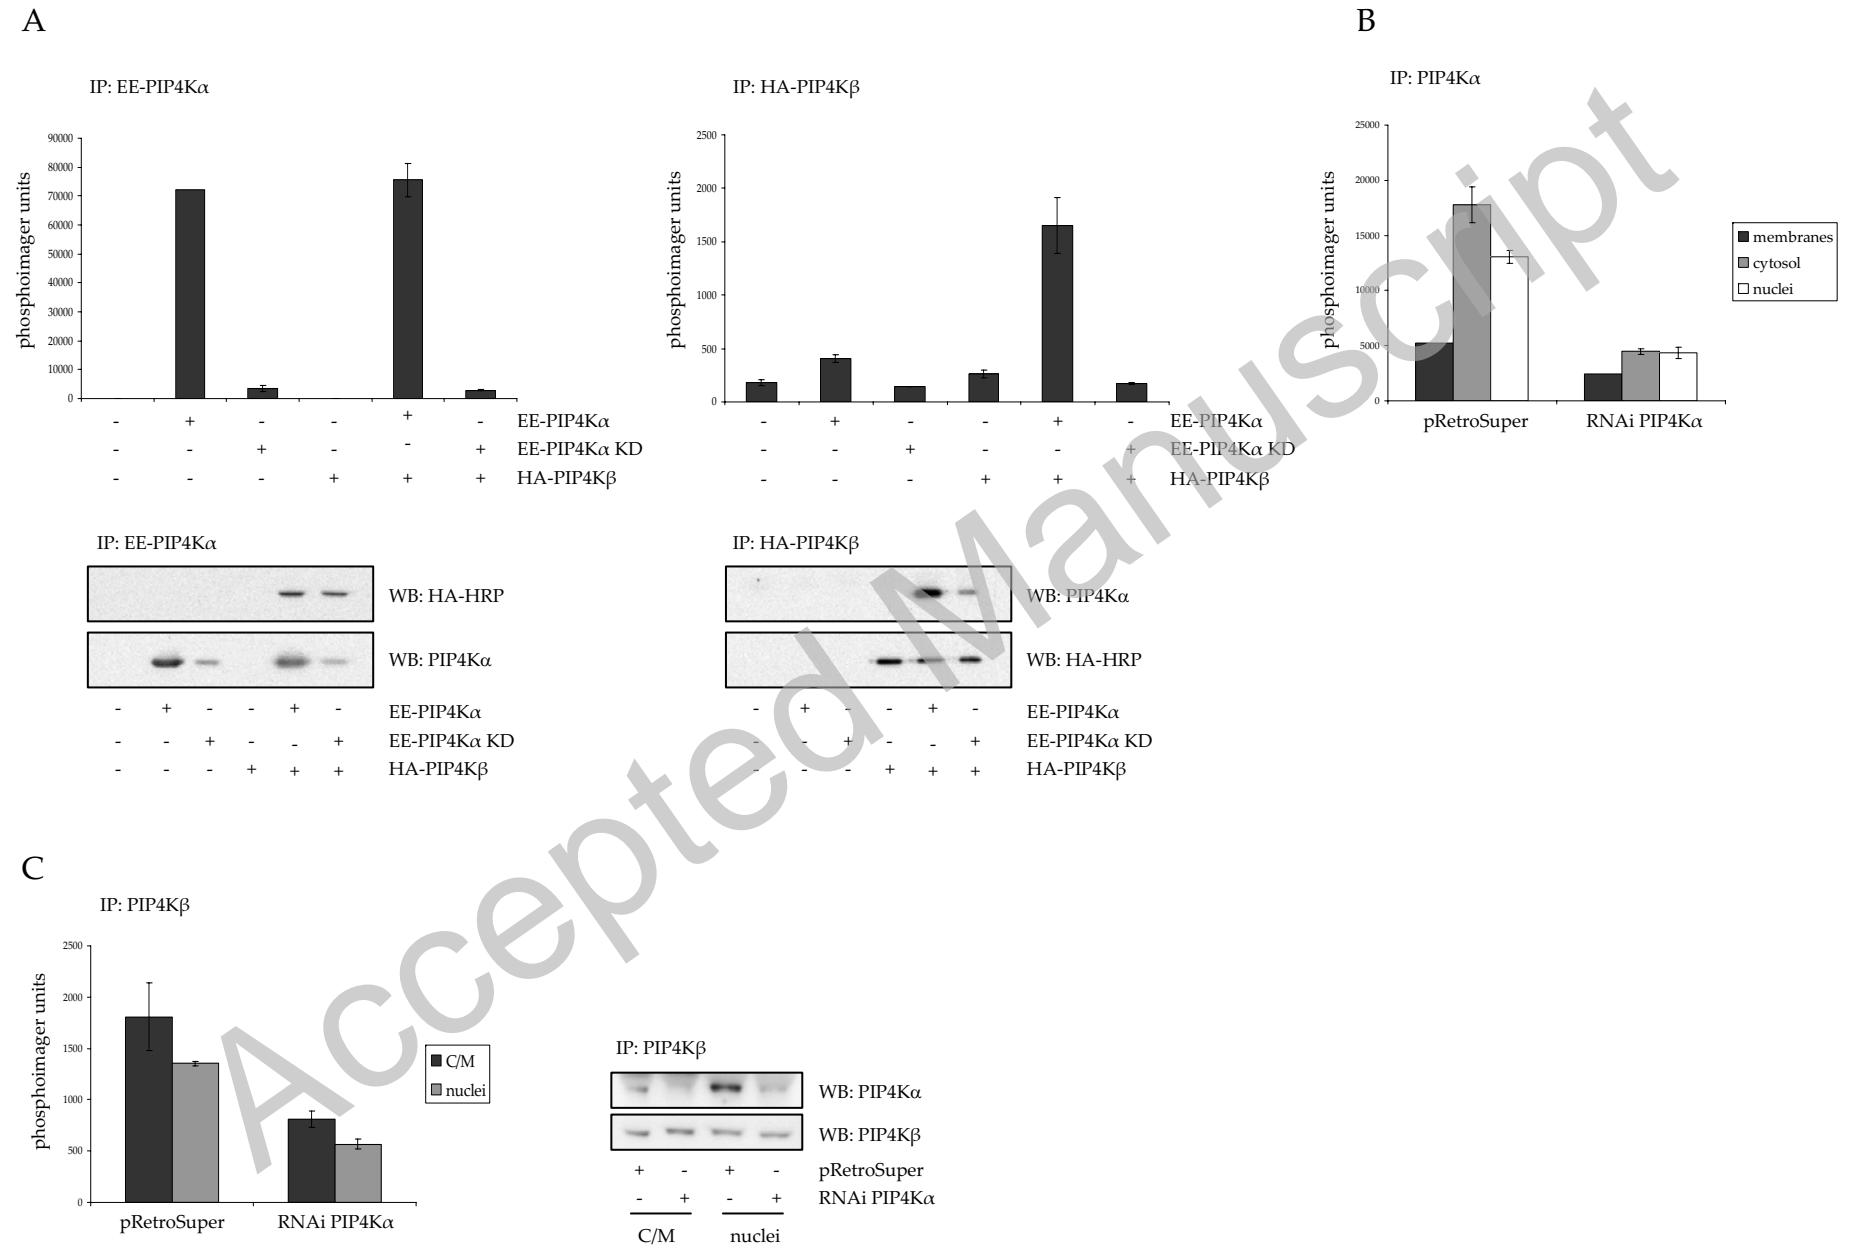 A
IP: EE-PIP4Kα
phosphoimager units
90000
80000
70000
60000
50000
40000
30000
20000
10000
0
- + - - + - EE-PIP4Kα
- - + - - + EE-PIP4Kα KD
- - - + + + HA-PIP4Kβ
IP: HA-PIP4Kβ
phosphoimager units
2500
2000
1500
1000
500
0
- + - - + - EE-PIP4Kα
- - + - - + EE-PIP4Kα KD
- - - + + + HA-PIP4Kβ
IP: EE-PIP4Kα
WB: HA-HRP
WB: PIP4Kα
- + - - + - EE-PIP4Kα
- - + - - + EE-PIP4Kα KD
- - - + + + HA-PIP4Kβ
IP: HA-PIP4Kβ
WB: PIP4Kα
WB: HA-HRP
- + - - + - EE-PIP4Kα
- - + - - + EE-PIP4Kα KD
- - - + + + HA-PIP4Kβ
B
IP: PIP4Kα
phosphoimager units
25000
20000
15000
10000
5000
0
pRetroSuper RNAi PIP4Kα
membranes
cytosol
nuclei
C
IP: PIP4Kβ
phosphoimager units
2500
2000
1500
1000
500
0
pRetroSuper RNAi PIP4Kα
C/M
nuclei
IP: PIP4Kβ
WB: PIP4Kα
WB: PIP4Kβ
+ - + - pRetroSuper
- + - + RNAi PIP4Kα
C/M nuclei
Accepted Manuscript